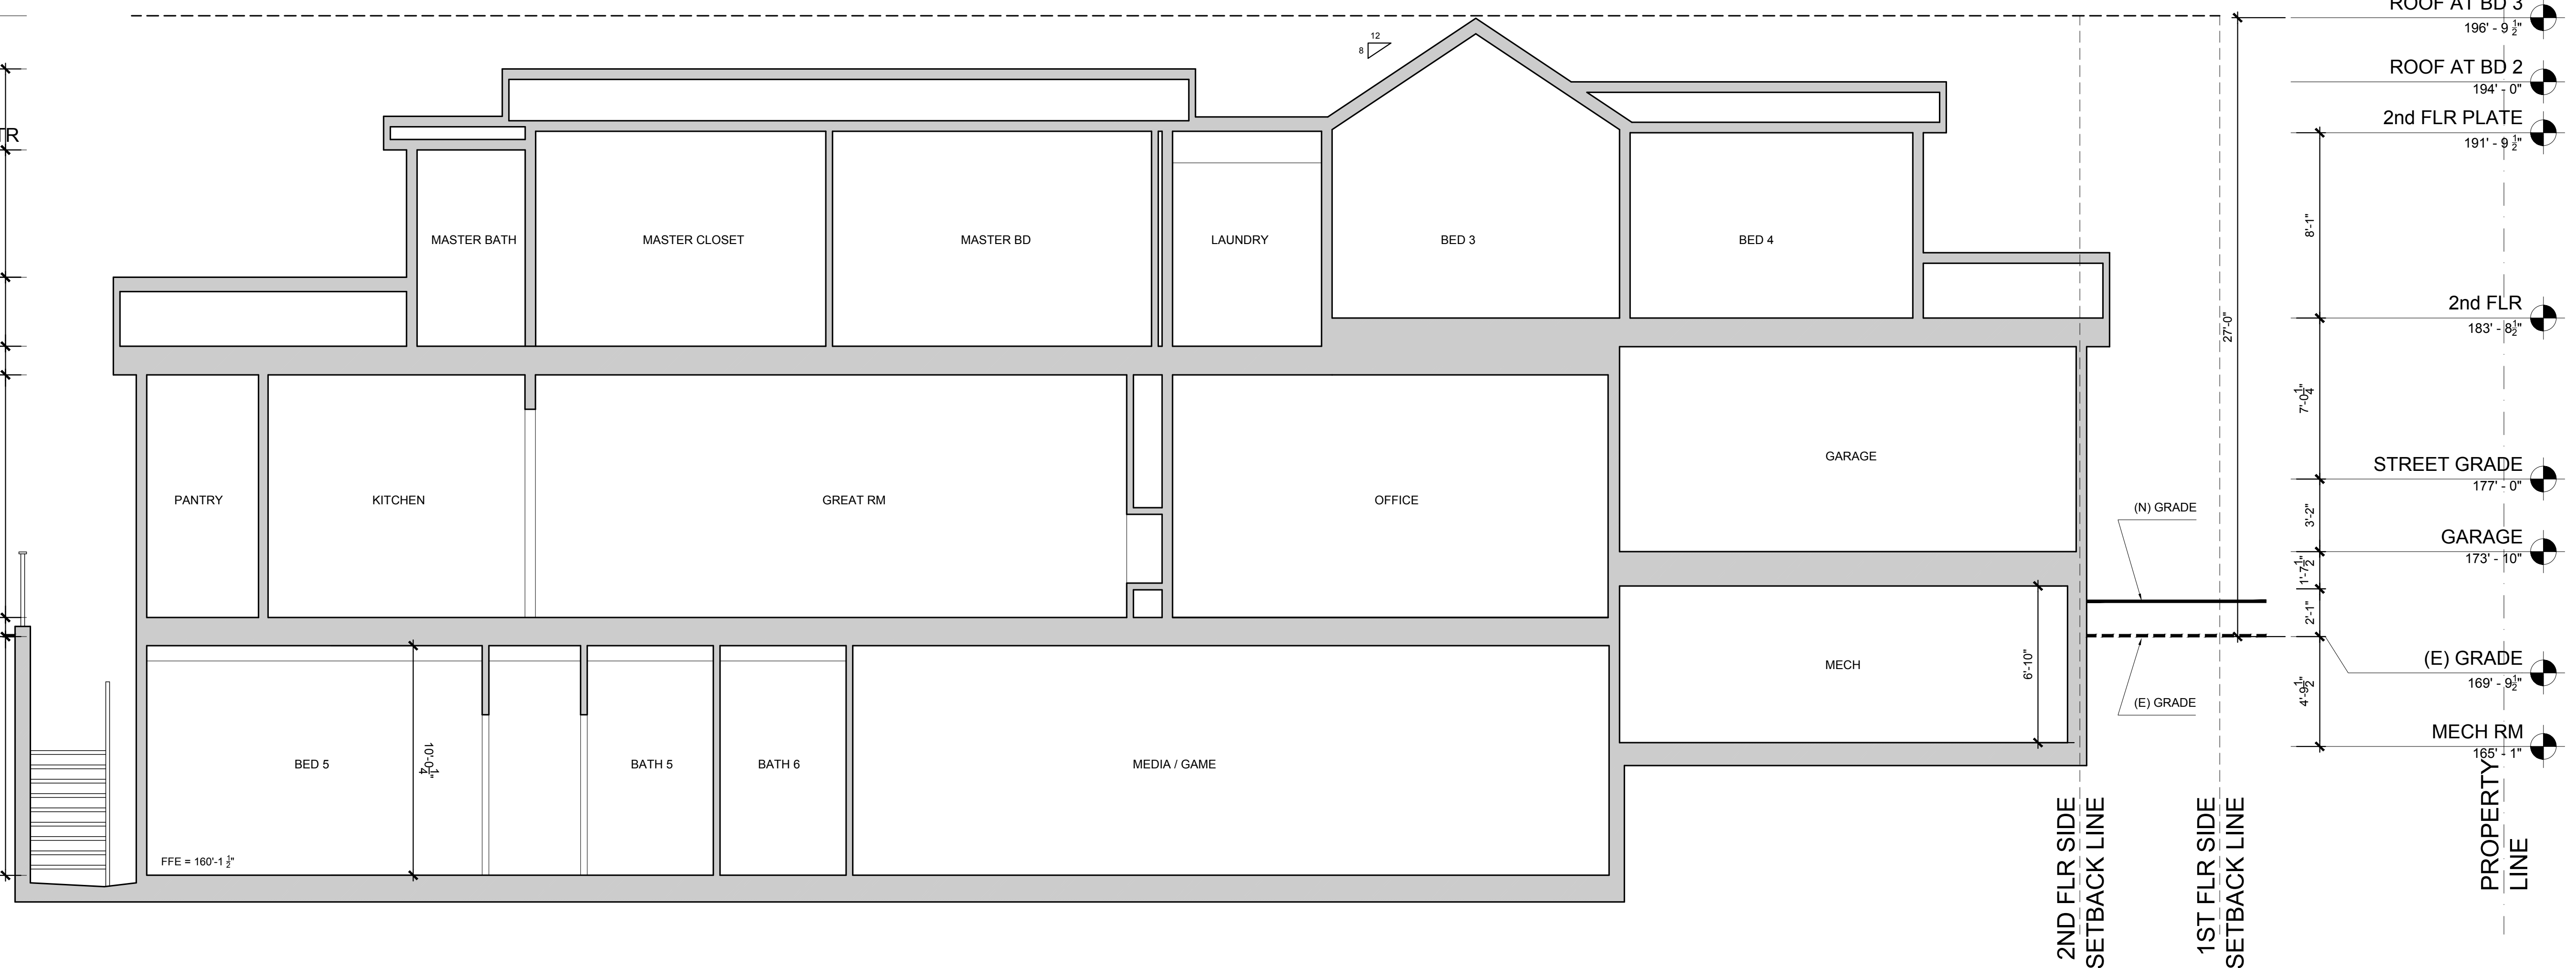 ROOF AT BD 3
196' - 9 1/2"
12
8
ROOF AT BD 2
194' - 0"
2nd FLR PLATE
191' - 9 1/2"
TR
8'-1"
MASTER BATH
MASTER CLOSET
MASTER BD
LAUNDRY
BED 3
BED 4
2nd FLR
183' - 8 1/2"
27'-0"
7'-0 1/4"
GARAGE
STREET GRADE
177' - 0"
PANTRY
KITCHEN
GREAT RM
OFFICE
(N) GRADE
3'-2"
GARAGE
173' - 10"
1'-7 1/2"
2'-1"
MECH
6'-10"
(E) GRADE
169' - 9 1/2"
4'-9 1/2"
(E) GRADE
MECH RM
165' - 1"
BED 5
10'-0 1/4"
BATH 5
BATH 6
MEDIA / GAME
FFE = 160'-1 1/2"
2ND FLR SIDE
SETBACK LINE
1ST FLR SIDE
SETBACK LINE
PROPERTY
LINE